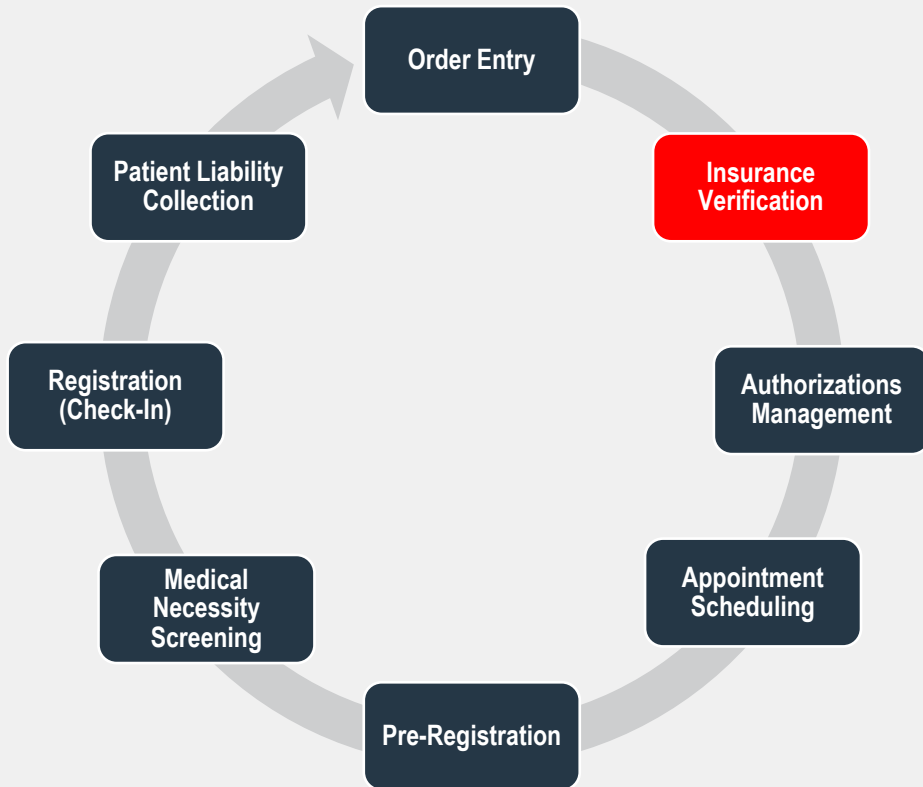 Order Entry
Insurance
Verification
Authorizations
Management
Appointment
Scheduling
Pre-Registration
Medical
Necessity
Screening
Registration
(Check-In)
Patient Liability
Collection